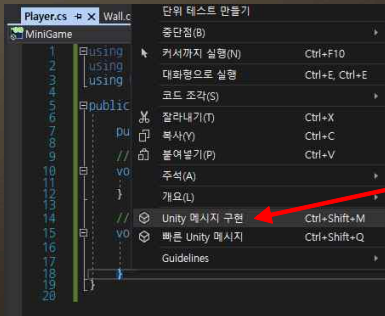 Player.cs
Wall.c
MiniGame
1 using
2 using
3 using U
4
5 public
6
7 pu
8
9 //
10 vo
11
12 }
13
14 //
15 vo
16
17
18 }
19 }
20
단위 테스트 만들기
중단점(B)
커서까지 실행(N) Ctrl+F10
대화형으로 실행 Ctrl+E, Ctrl+E
코드 조각(S)
잘라내기(T) Ctrl+X
복사(Y) Ctrl+C
붙여넣기(P) Ctrl+V
주석(A)
개요(L)
Unity 메시지 구현 Ctrl+Shift+M
빠른 Unity 메시지 Ctrl+Shift+Q
Guidelines